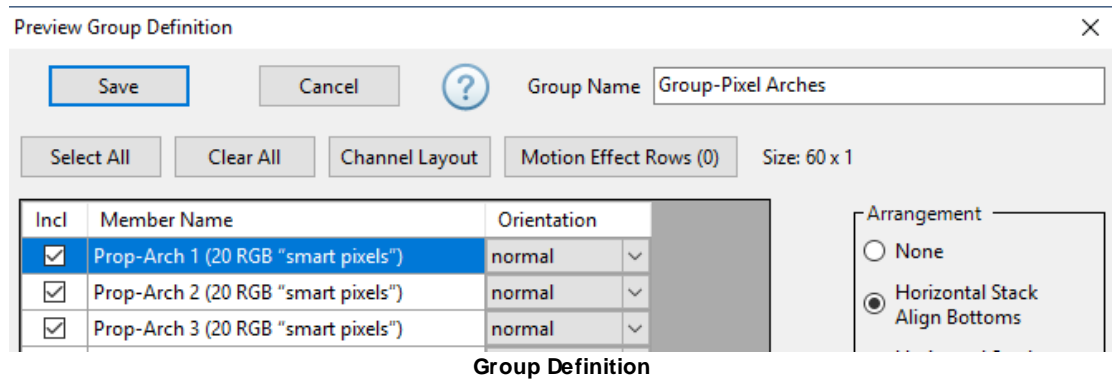 Preview Group Definition
Save Cancel ? Group Name Group-Pixel Arches
Select All Clear All Channel Layout Motion Effect Rows (0) Size: 60 x 1
Incl Member Name Orientation
Prop-Arch 1 (20 RGB “smart pixels”) normal
Prop-Arch 2 (20 RGB “smart pixels”) normal
Prop-Arch 3 (20 RGB “smart pixels”) normal
Arrangement
None
Horizontal Stack
Align Bottoms
Group Definition